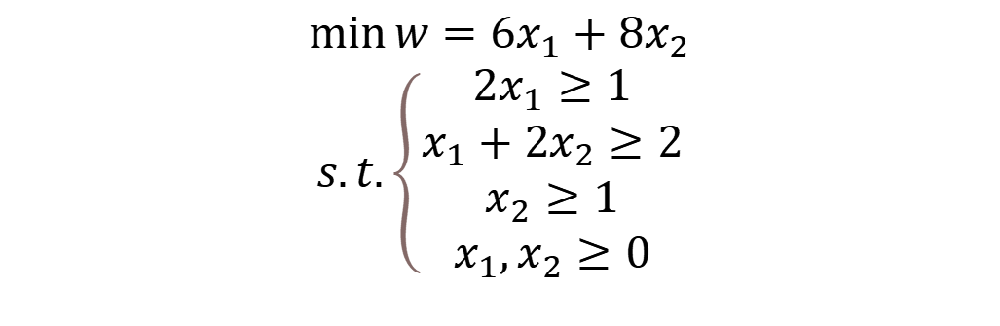 min w = 6x₁ + 8x₂
2x₁ ≥ 1
x₁ + 2x₂ ≥ 2
s.t.
x₂ ≥ 1
x₁, x₂ ≥ 0